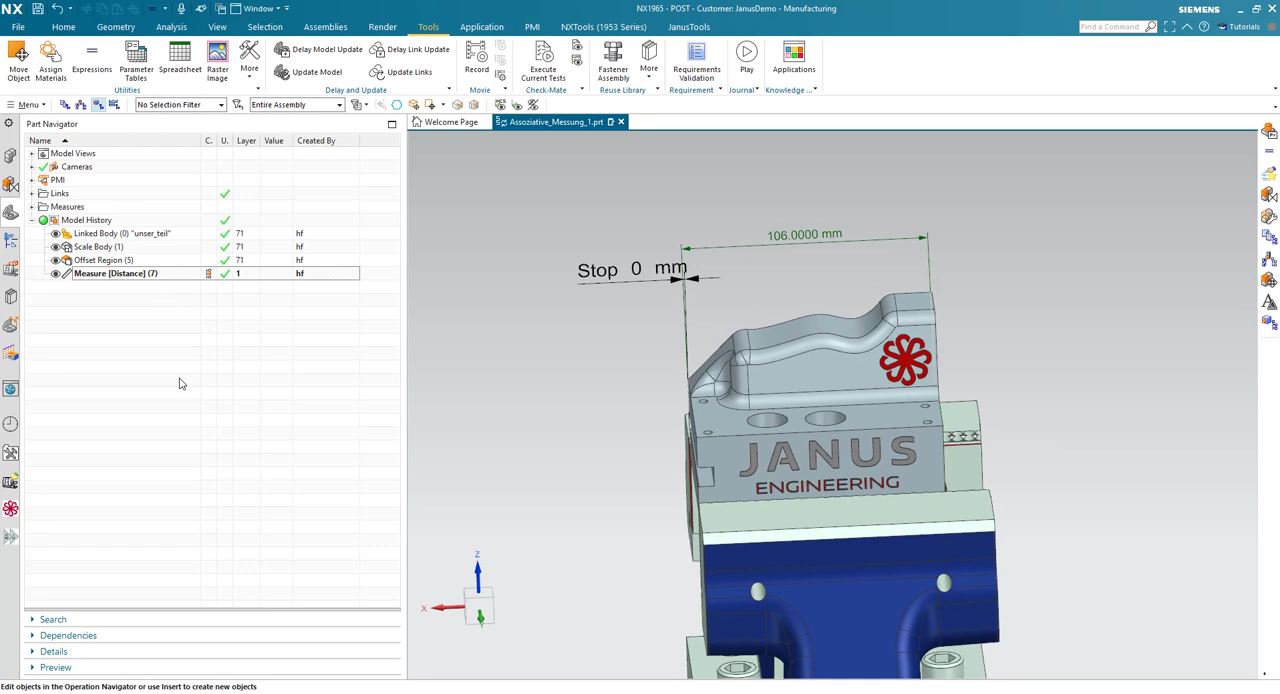 NX
Window
NX1965 - POST - Customer: JanusDemo - Manufacturing
SIEMENS
File
Home
Geometry
Analysis
View
Selection
Assemblies
Render
Tools
Application
PMI
NXTools (1953 Series)
JanusTools
Find a Command
Tutorials
Move Object
Assign Materials
Expressions
Parameter Tables
Spreadsheet
Raster Image
More
Utilities
Delay Model Update
Delay Link Update
Update Model
Update Links
Delay and Update
Record
Movie
Execute Current Tests
Check-Mate
Fastener Assembly
More
Reuse Library
Requirements Validation
Requirement
Play
Journal
Applications
Knowledge ...
Menu
No Selection Filter
Entire Assembly
Part Navigator
Welcome Page
Assoziative_Messung_1.prt
Name C. U. Layer Value Created By
Model Views
Cameras
PMI
Links
Measures
Model History
Linked Body (0) "unser_teil" 71 hf
Scale Body (1) 71 hf
Offset Region (5) 71 hf
Measure [Distance] (7) 1 hf
106.0000 mm
Stop 0 mm
JANUS
ENGINEERING
Z
X
Search
Dependencies
Details
Preview
Edit objects in the Operation Navigator or use Insert to create new objects